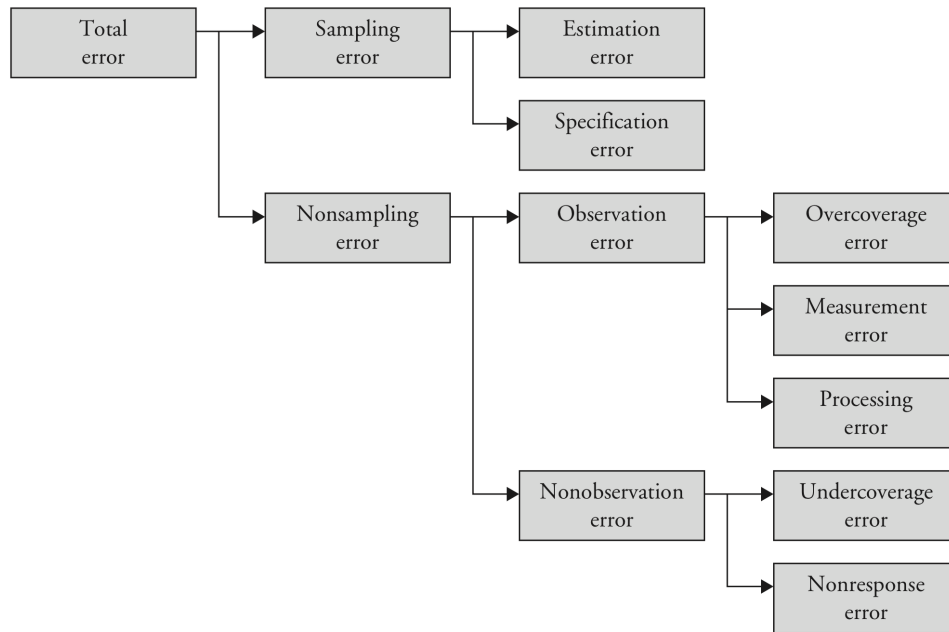 Total
error
Sampling
error
Estimation
error
Specification
error
Nonsampling
error
Observation
error
Overcoverage
error
Measurement
error
Processing
error
Nonobservation
error
Undercoverage
error
Nonresponse
error